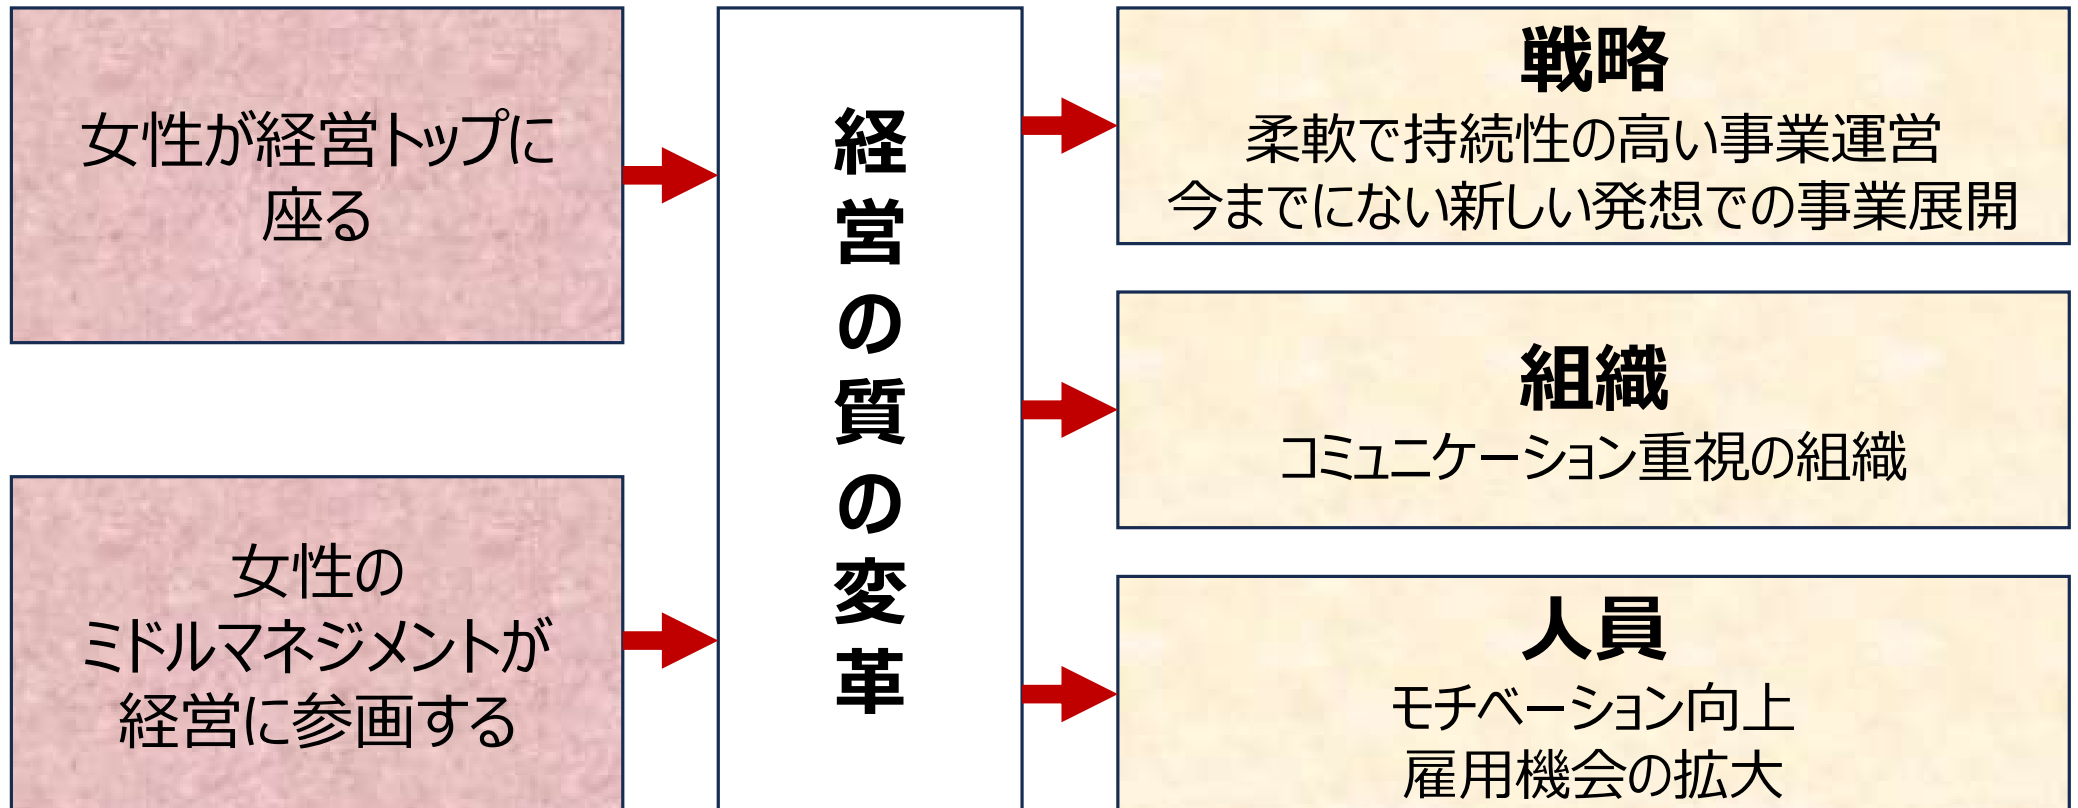 女性が経営トップに
座る
女性の
ミドルマネジメントが
経営に参画する
経営の質の変革
戦略
柔軟で持続性の高い事業運営
今までにない新しい発想での事業展開
組織
コミュニケーション重視の組織
人員
モチベーション向上
雇用機会の拡大